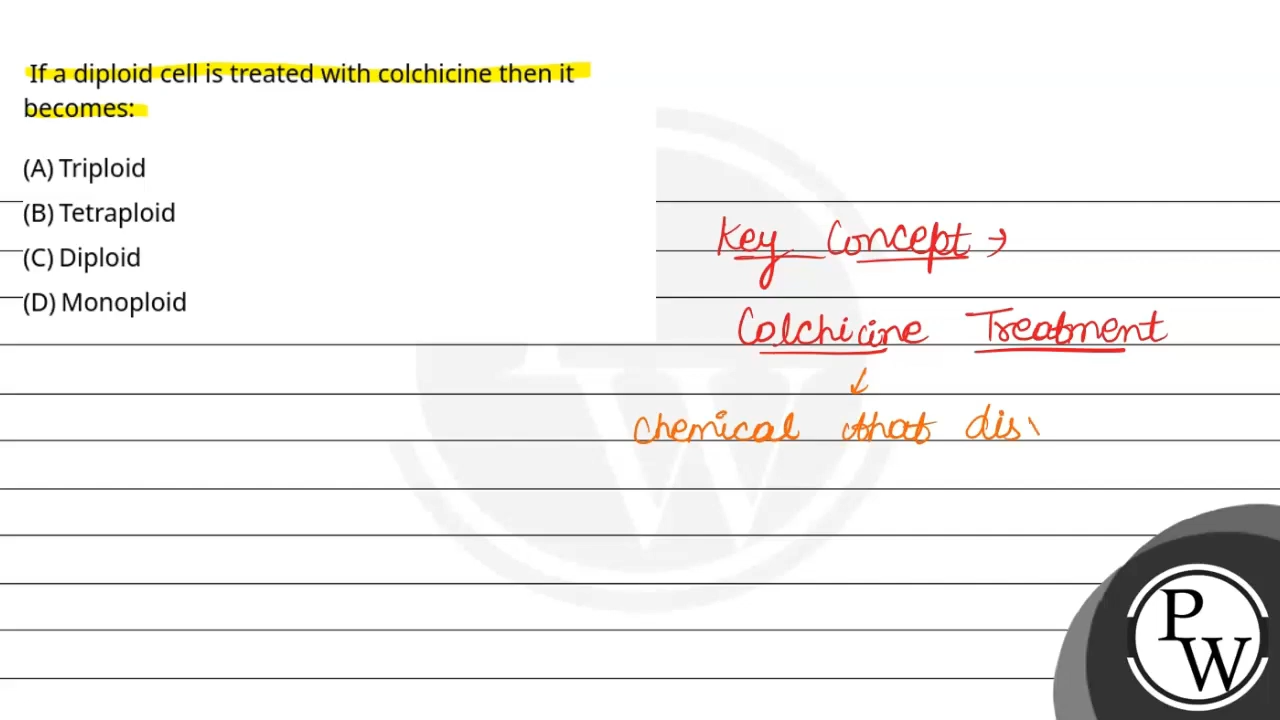 If a diploid cell is treated with colchicine then it
becomes:
(A) Triploid
(B) Tetraploid
(C) Diploid
(D) Monoploid
Key Concept →
Colchicine Treatment
↓
chemical that dis
PW